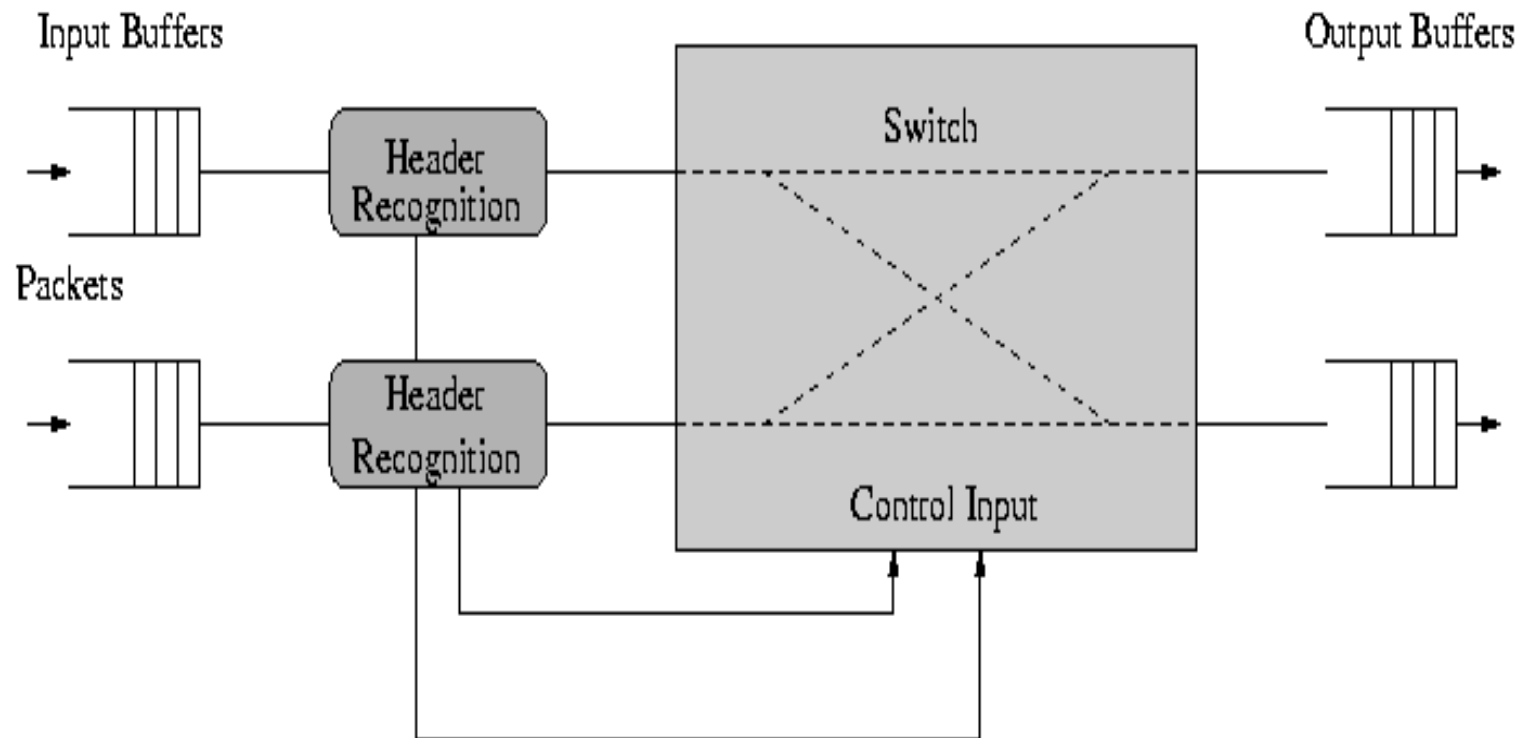 Input Buffers
Output Buffers
Switch
Header
Recognition
Packets
Header
Recognition
Control Input